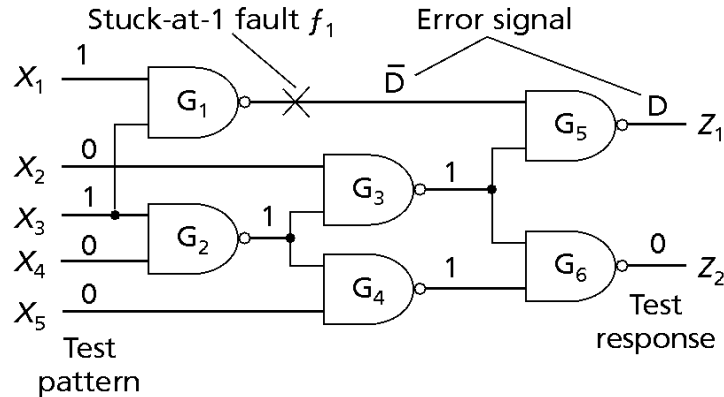 Stuck-at-1 fault f₁
Error signal
1
X₁
G₁
D̄
D
G₅
Z₁
0
X₂
1
G₃
1
X₃
1
G₂
0
X₄
G₄
1
G₆
0
Z₂
0
X₅
Test
pattern
Test
response